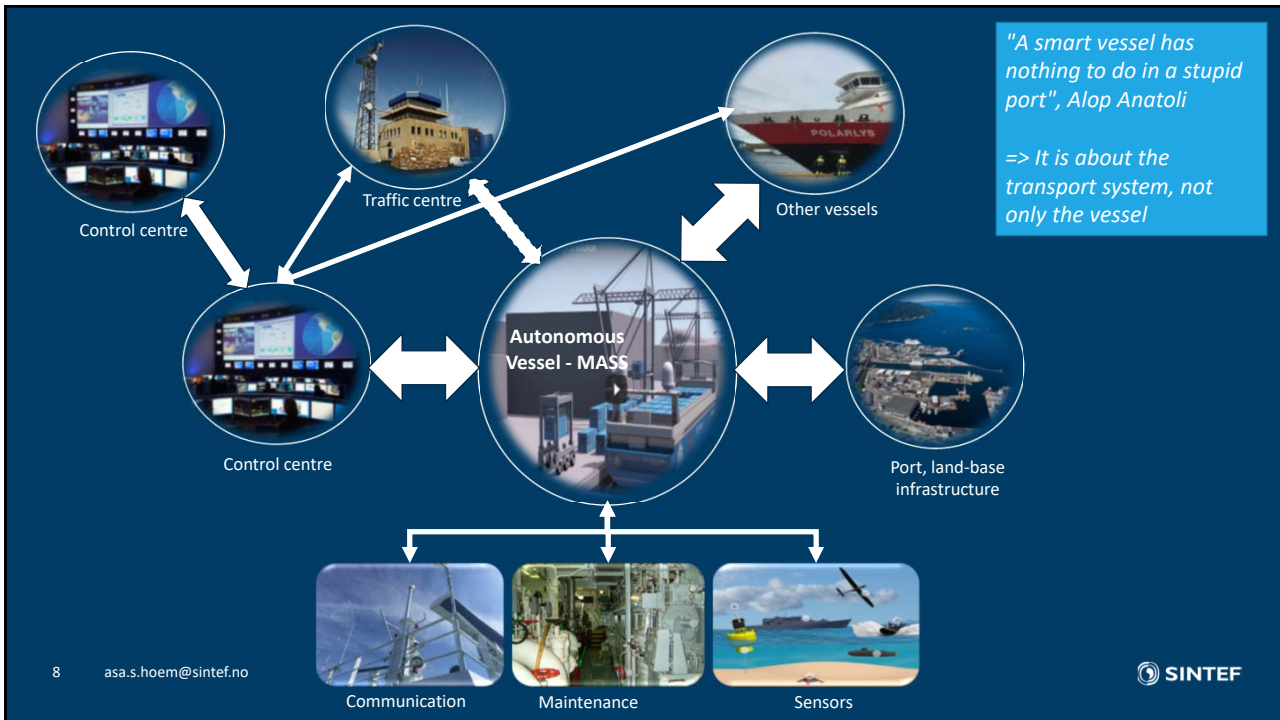 "A smart vessel has
nothing to do in a stupid
port", Alop Anatoli
=> It is about the
transport system, not
only the vessel
Control centre
Traffic centre
POLARLYS
Other vessels
Autonomous
Vessel - MASS
Control centre
Port, land-base
infrastructure
8
asa.s.hoem@sintef.no
Communication
Maintenance
Sensors
SINTEF